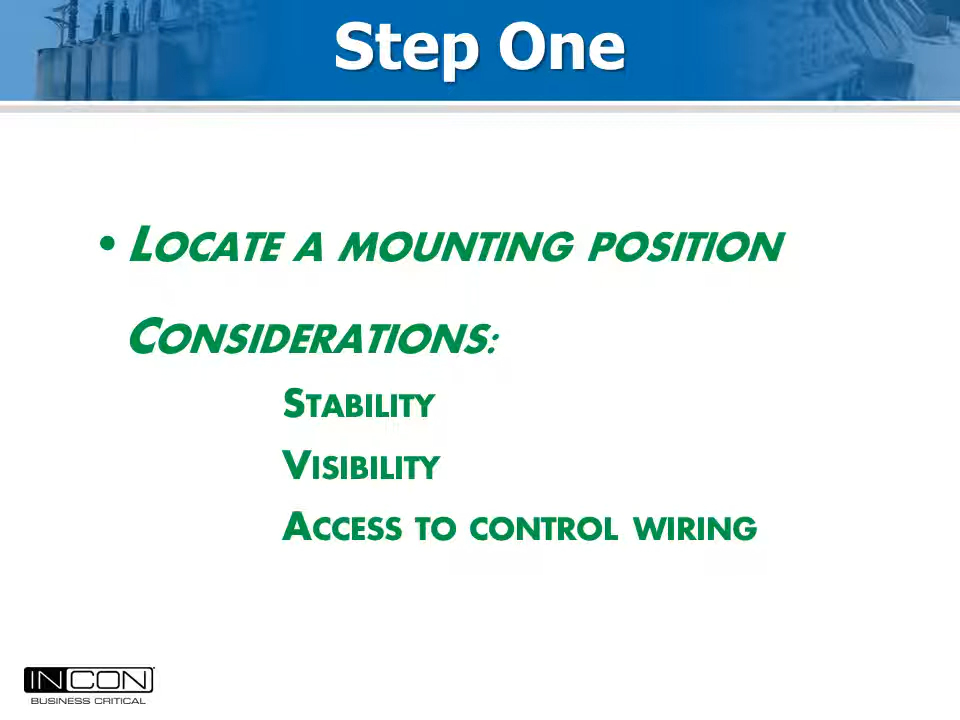 Step One
• LOCATE A MOUNTING POSITION
CONSIDERATIONS:
STABILITY
VISIBILITY
ACCESS TO CONTROL WIRING
INCON
BUSINESS CRITICAL